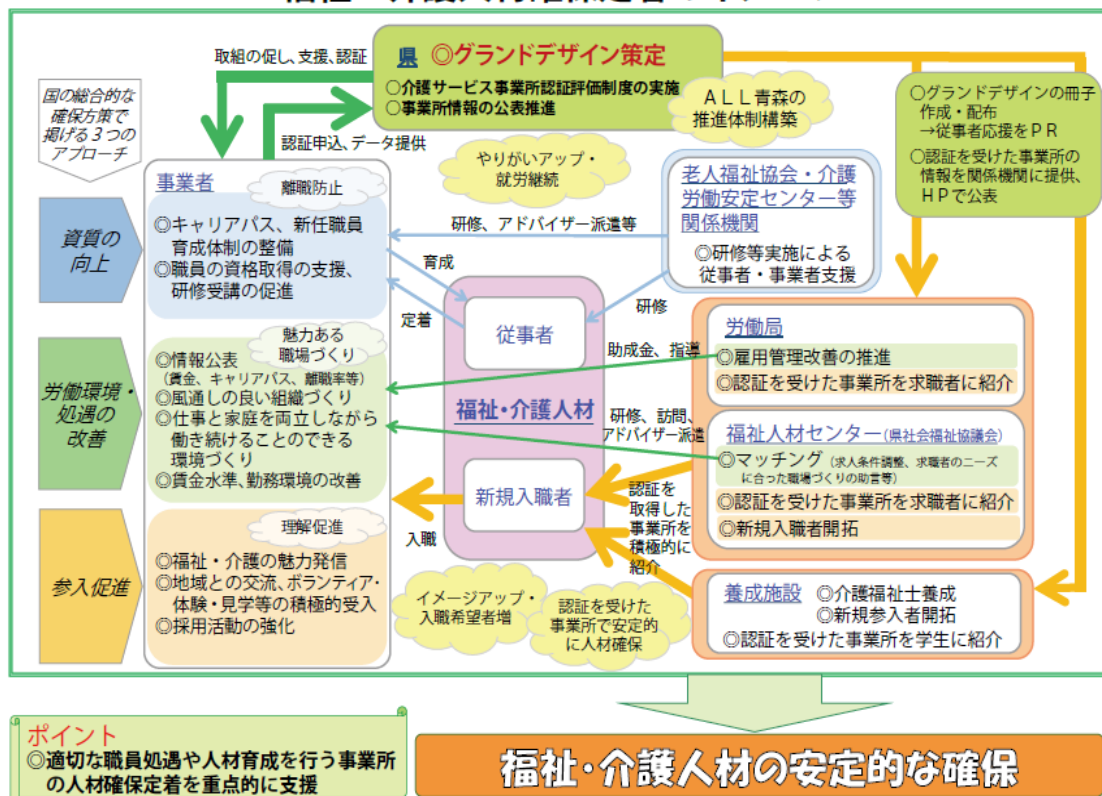 取組の促し、支援、認証
県 ◎グランドデザイン策定
○介護サービス事業所認証評価制度の実施
○事業所情報の公表推進
認証申込、データ提供
ALL青森の
推進体制構築
○グランドデザインの冊子
作成・配布
→従事者応援をPR
○認証を受けた事業所の
情報を関係機関に提供、
HPで公表
国の総合的な
確保方策で
掲げる3つの
アプローチ
やりがいアップ・
就労継続
資質の
向上
労働環境・
処遇の
改善
参入促進
事業者
離職防止
◎キャリアパス、新任職員
育成体制の整備
◎職員の資格取得の支援、
研修受講の促進
魅力ある
職場づくり
◎情報公表
(賃金、キャリアパス、離職率等)
◎風通しの良い組織づくり
◎仕事と家庭を両立しながら
働き続けることのできる
環境づくり
◎賃金水準、勤務環境の改善
理解促進
◎福祉・介護の魅力発信
◎地域との交流、ボランティア・
体験・見学等の積極的受入
◎採用活動の強化
研修、アドバイザー派遣等
育成
定着
研修
助成金、指導
研修、訪問、
アドバイザー派遣
入職
認証を
取得した
事業所を
積極的に
紹介
従事者
福祉・介護人材
新規入職者
老人福祉協会・介護
労働安定センター等
関係機関
◎研修等実施による
従事者・事業者支援
労働局
◎雇用管理改善の推進
◎認証を受けた事業所を求職者に紹介
福祉人材センター(県社会福祉協議会)
◎マッチング(求人条件調整、求職者のニーズ
に合った職場づくりの助言等)
◎認証を受けた事業所を求職者に紹介
◎新規入職者開拓
養成施設 ◎介護福祉士養成
◎新規参入者開拓
◎認証を受けた事業所を学生に紹介
イメージアップ・
入職希望者増
認証を受けた
事業所で安定的
に人材確保
ポイント
◎適切な職員処遇や人材育成を行う事業所
の人材確保定着を重点的に支援
福祉・介護人材の安定的な確保